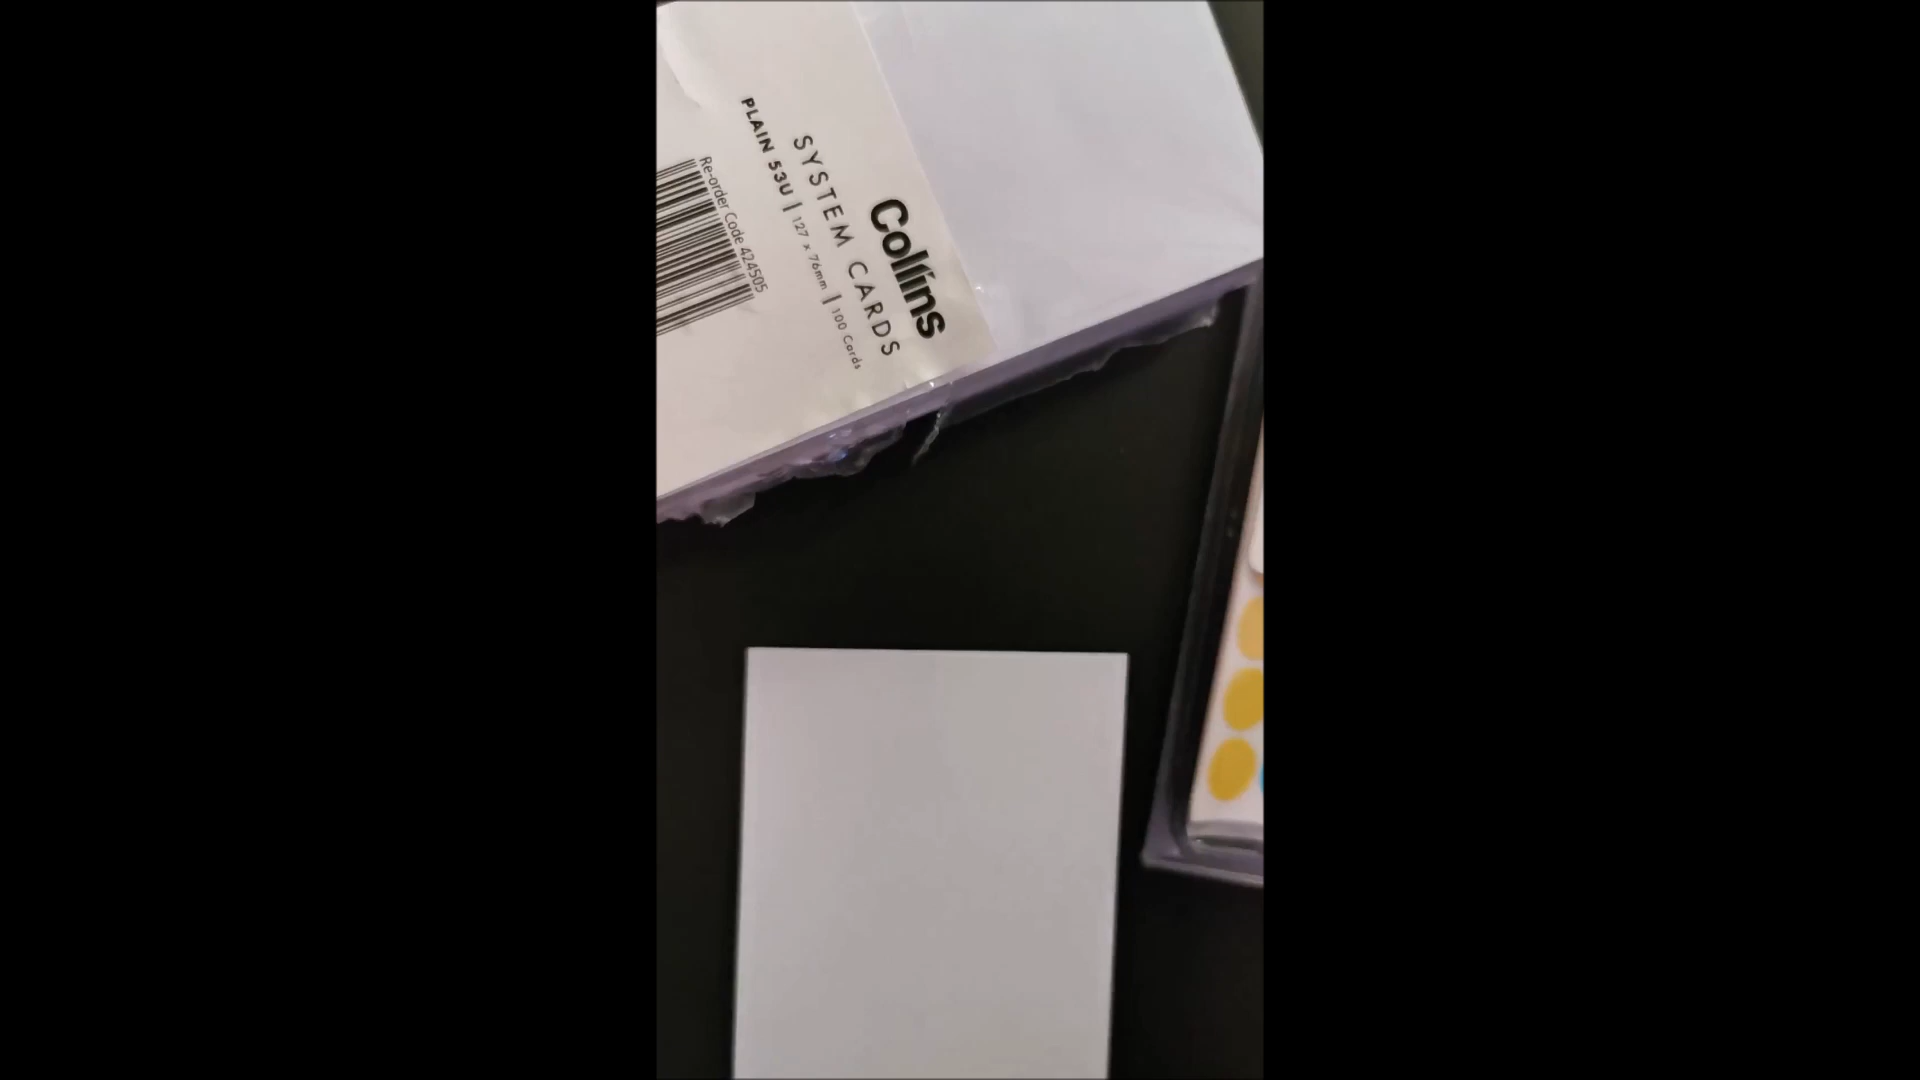 Collins
SYSTEM CARDS
PLAIN 53U | 127 x 76mm | 100 Cards
Re-order Code 424505